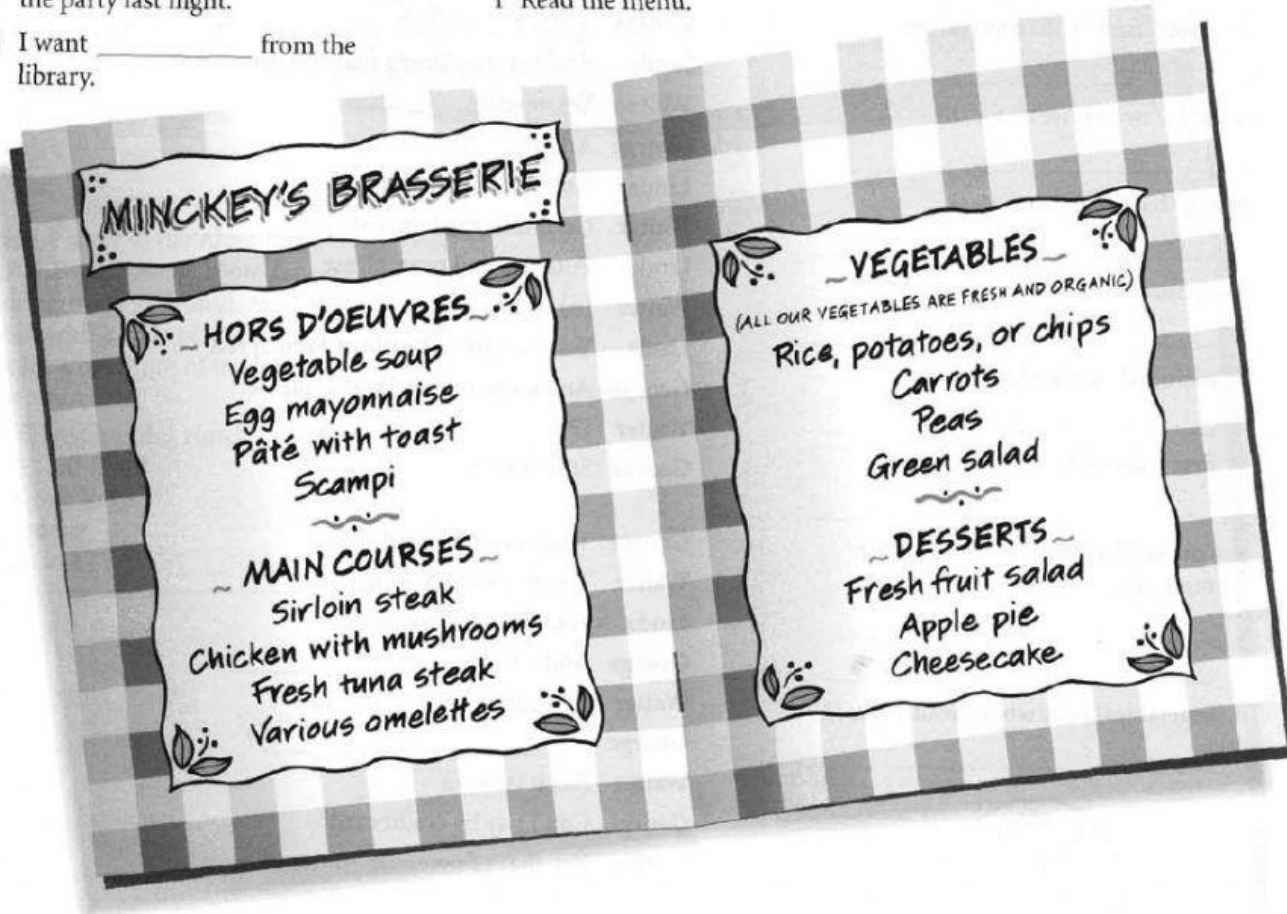 the party last night.
1 Read the menu.
I want __________ from the
library.
MINCKEY'S BRASSERIE
HORS D'OEUVRES
Vegetable soup
Egg mayonnaise
Pâté with toast
Scampi
MAIN COURSES
Sirloin steak
Chicken with mushrooms
Fresh tuna steak
Various omelettes
VEGETABLES
(ALL OUR VEGETABLES ARE FRESH AND ORGANIC)
Rice, potatoes, or chips
Carrots
Peas
Green salad
DESSERTS
Fresh fruit salad
Apple pie
Cheesecake